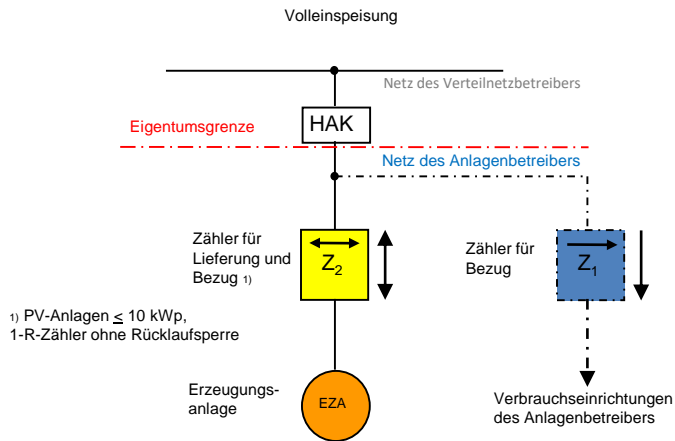 Volleinspeisung
Netz des Verteilnetzbetreibers
HAK
Eigentumsgrenze
Netz des Anlagenbetreibers
Zähler für
Lieferung und
Bezug 1)
Z2
Zähler für
Bezug
Z1
1) PV-Anlagen < 10 kWp,
1-R-Zähler ohne Rücklaufsperre
Erzeugungs-
anlage
EZA
Verbrauchseinrichtungen
des Anlagenbetreibers